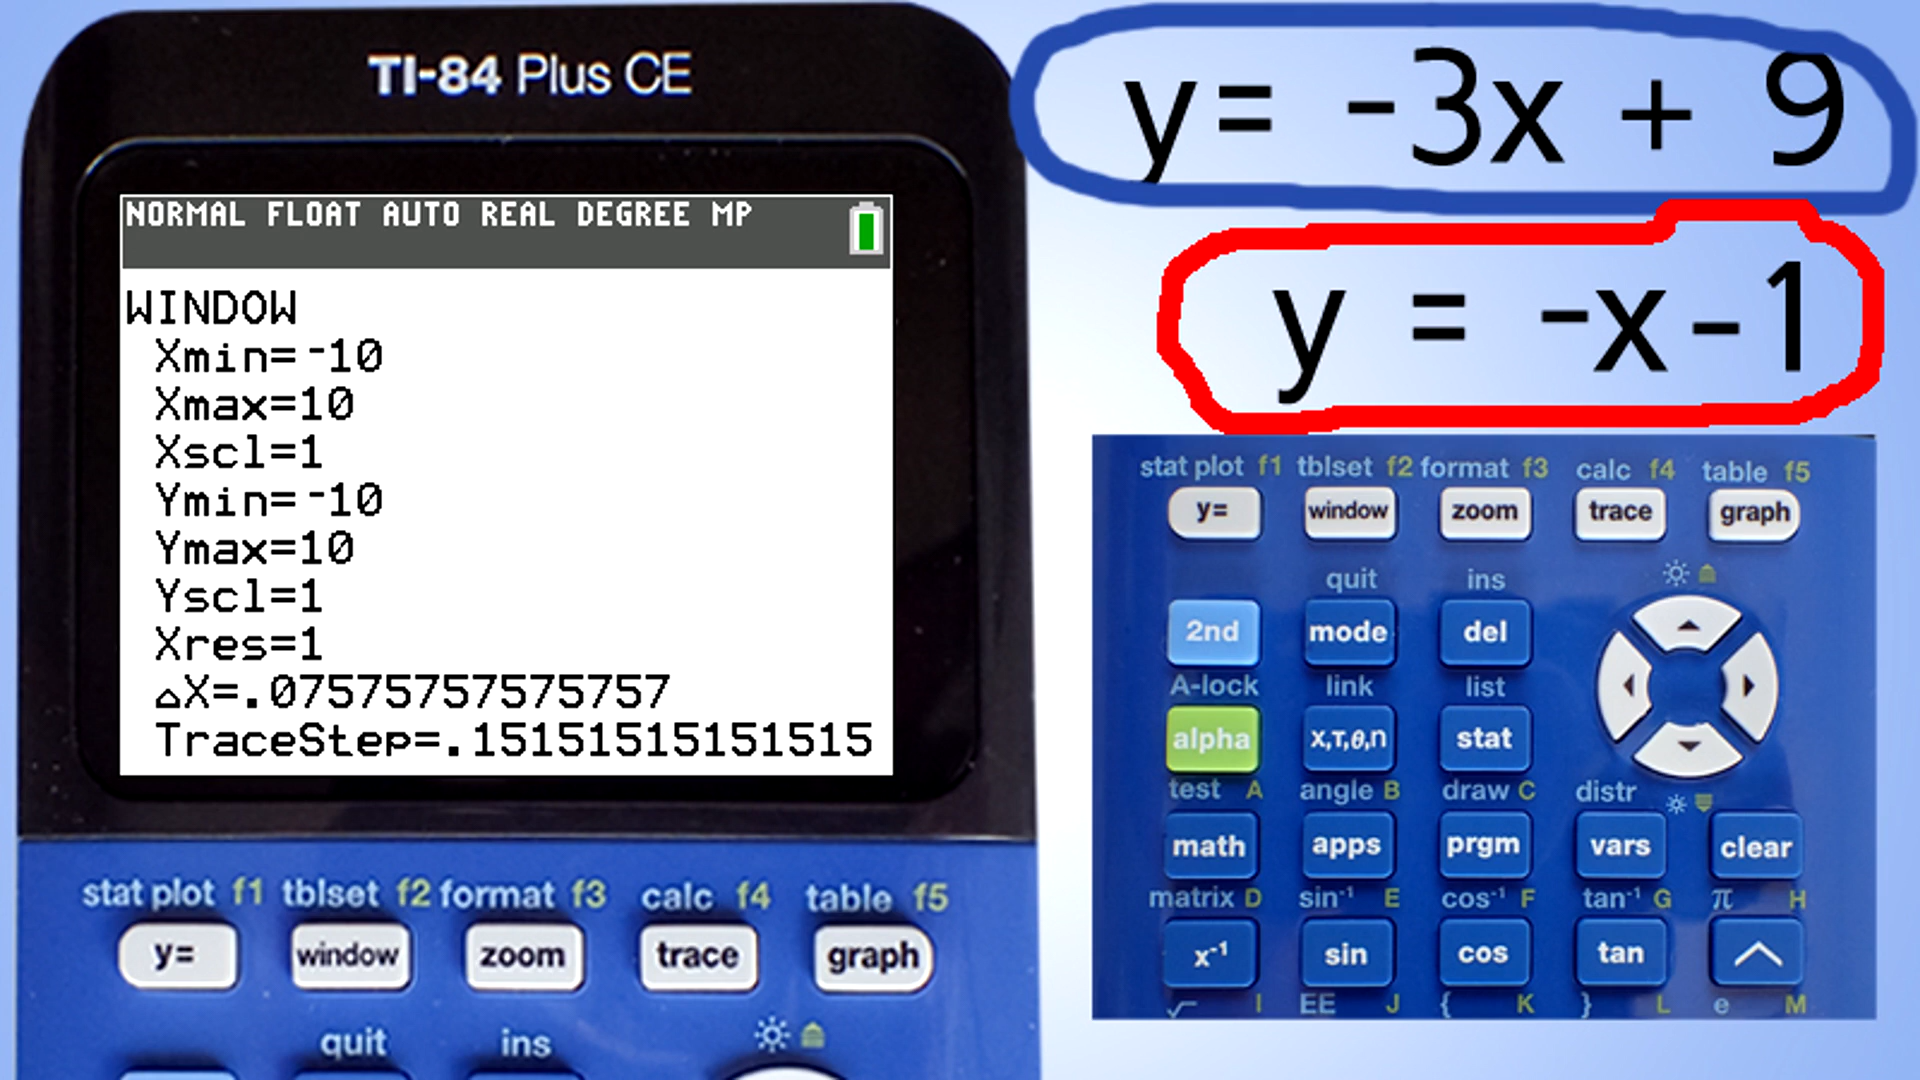 TI-84 Plus CE
NORMAL FLOAT AUTO REAL DEGREE MP
WINDOW
Xmin=-10
Xmax=10
Xscl=1
Ymin=-10
Ymax=10
Yscl=1
Xres=1
△X=.07575757575757
TraceStep=.15151515151515
stat plot f1 tblset f2 format f3 calc f4 table f5
y= window zoom trace graph
quit ins
y= -3x + 9
y = -x-1
stat plot f1 tblset f2 format f3 calc f4 table f5
y= window zoom trace graph
quit ins
2nd mode del
A-lock link list
alpha X,T,θ,n stat
test A angle B draw C distr
math apps prgm vars clear
matrix D sin⁻¹ E cos⁻¹ F tan⁻¹ G π H
x⁻¹ sin cos tan ^
√ I EE J { K } L e M